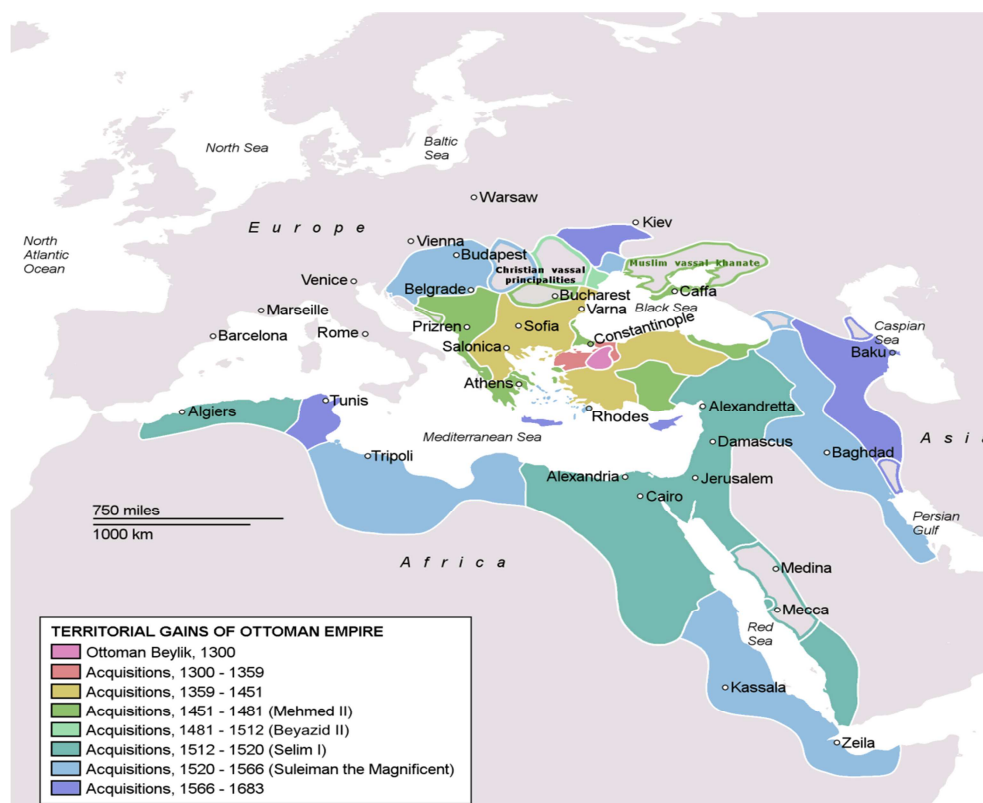 North Sea
Baltic
Sea
Warsaw
Europe
Kiev
North
Atlantic
Ocean
Vienna
Budapest
Muslim vassal khanate
Christian vassal
principalities
Venice
Belgrade
Bucharest
Caffa
Marseille
Varna
Black Sea
Barcelona
Rome
Prizren
Sofia
Constantinople
Caspian
Sea
Salonica
Baku
Athens
Algiers
Tunis
Rhodes
Alexandretta
Mediterranean Sea
Asia
Tripoli
Damascus
Baghdad
Alexandria
Jerusalem
Cairo
750 miles
1000 km
Persian
Gulf
Africa
Medina
Mecca
Red
Sea
Kassala
Zeila
TERRITORIAL GAINS OF OTTOMAN EMPIRE
Ottoman Beylik, 1300
Acquisitions, 1300 - 1359
Acquisitions, 1359 - 1451
Acquisitions, 1451 - 1481 (Mehmed II)
Acquisitions, 1481 - 1512 (Beyazid II)
Acquisitions, 1512 - 1520 (Selim I)
Acquisitions, 1520 - 1566 (Suleiman the Magnificent)
Acquisitions, 1566 - 1683